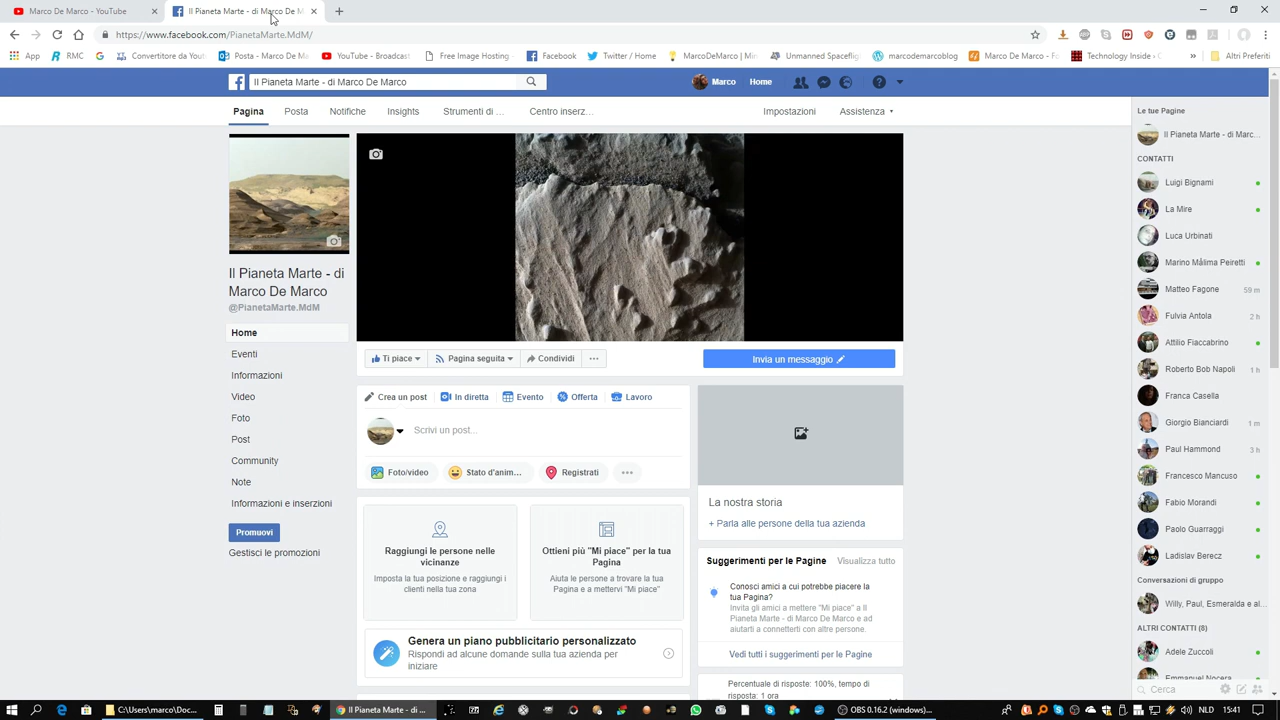 Marco De Marco - YouTube
Il Pianeta Marte - di Marco De M
https://www.facebook.com/PianetaMarte.MdM/
App
RMC
Convertitore da Youtu
Posta - Marco De M
YouTube - Broadcast
Free Image Hosting -
Facebook
Twitter / Home
MarcoDeMarco | Mi
Unmanned Spacefli
marcodemarcoblog
Marco De Marco - Fo
Technology Inside •
»
Altri Preferiti
Il Pianeta Marte - di Marco De Marco
Marco
Home
Pagina
Posta
Notifiche
Insights
Strumenti di ...
Centro inserz...
Impostazioni
Assistenza
Il Pianeta Marte - di
Marco De Marco
@PianetaMarte.MdM
Home
Eventi
Informazioni
Video
Foto
Post
Community
Note
Informazioni e inserzioni
Promuovi
Gestisci le promozioni
Ti piace
Pagina seguita
Condividi
Invia un messaggio
Crea un post
In diretta
Evento
Offerta
Lavoro
Scrivi un post...
Foto/video
Stato d'anim...
Registrati
Raggiungi le persone nelle
vicinanze
Imposta la tua posizione e raggiungi i
clienti nella tua zona
Ottieni più "Mi piace" per la tua
Pagina
Aiuta le persone a trovare la tua
Pagina e a mettervi "Mi piace"
Genera un piano pubblicitario personalizzato
Rispondi ad alcune domande sulla tua azienda per
iniziare
La nostra storia
+ Parla alle persone della tua azienda
Suggerimenti per le Pagine
Visualizza tutto
Conosci amici a cui potrebbe piacere la
tua Pagina?
Invita gli amici a mettere "Mi piace" a Il
Pianeta Marte - di Marco De Marco e ad
aiutarti a connetterti con altre persone.
Vedi tutti i suggerimenti per le Pagine
Percentuale di risposte: 100%, tempo di
risposta: 1 ora
Le tue Pagine
Il Pianeta Marte - di Marc...
CONTATTI
Luigi Bignami
La Mire
Luca Urbinati
Marino Målima Peiretti
Matteo Fagone
59 m
Fulvia Antola
2 h
Attilio Fiaccabrino
Roberto Bob Napoli
1 h
Franca Casella
Giorgio Bianciardi
1 m
Paul Hammond
3 h
Francesco Mancuso
Fabio Morandi
Paolo Guarraggi
Ladislav Berecz
Conversazioni di gruppo
Willy, Paul, Esmeralda e al...
ALTRI CONTATTI (8)
Adele Zuccoli
Emmanuel Nocera
Cerca
C:\Users\marco\Doc...
Il Pianeta Marte - di ...
OBS 0.16.2 (windows)...
NLD
15:41